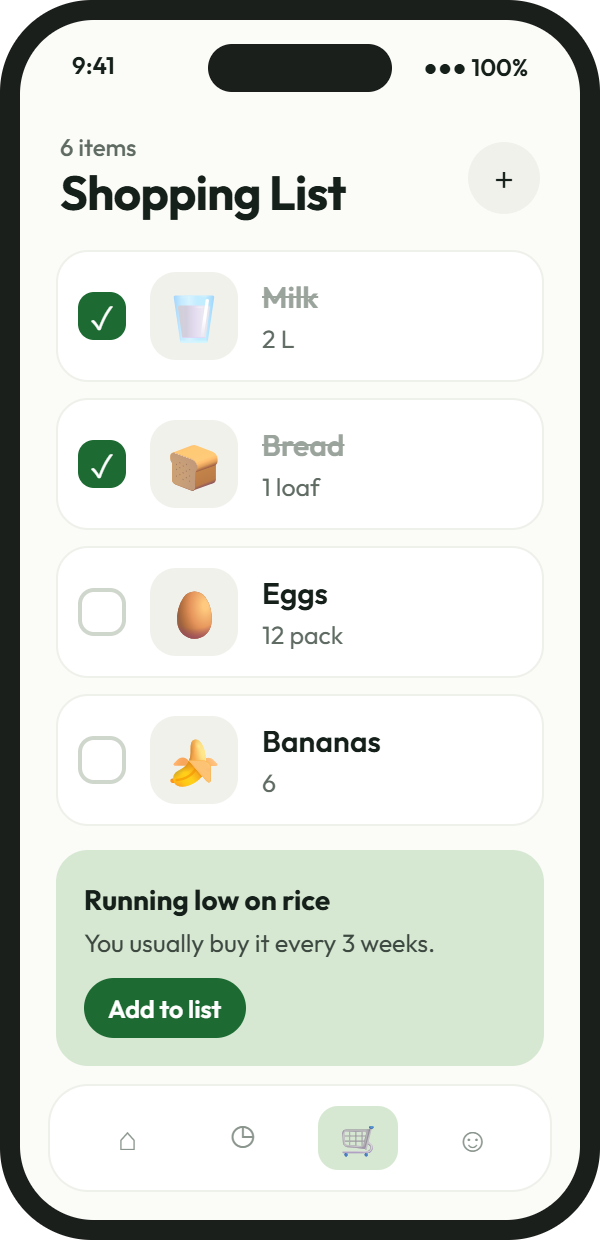 9:41
●●● 100%
6 items
Shopping List
+
Milk
2 L
Bread
1 loaf
Eggs
12 pack
Bananas
6
Running low on rice
You usually buy it every 3 weeks.
Add to list